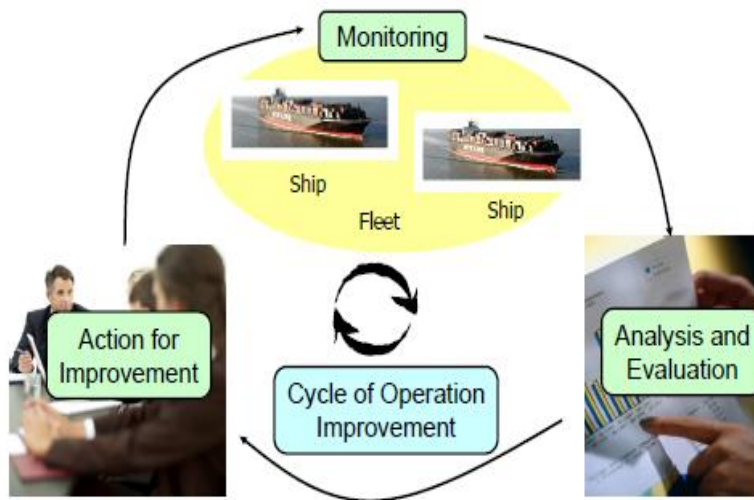 Monitoring
Ship
Ship
Fleet
Action for
Improvement
Analysis and
Evaluation
Cycle of Operation
Improvement